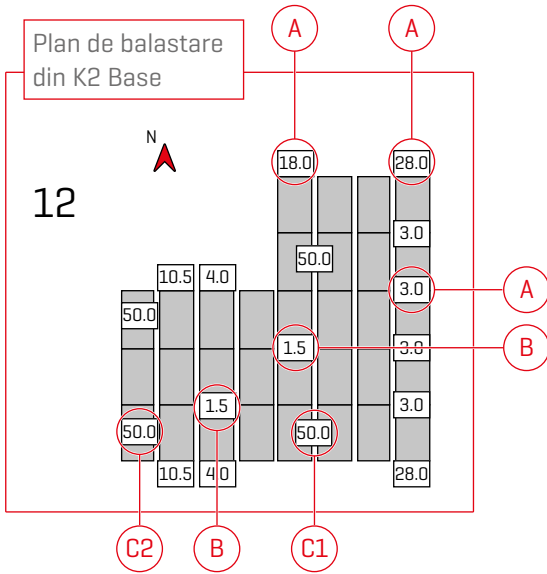 A A
Plan de balastare
din K2 Base
N
18.0 28.0
12
3.0
50.0
10.5 4.0
3.0 A
50.0
1.5 3.0 B
1.5 3.0
50.0 50.0
10.5 4.0 28.0
C2 B C1